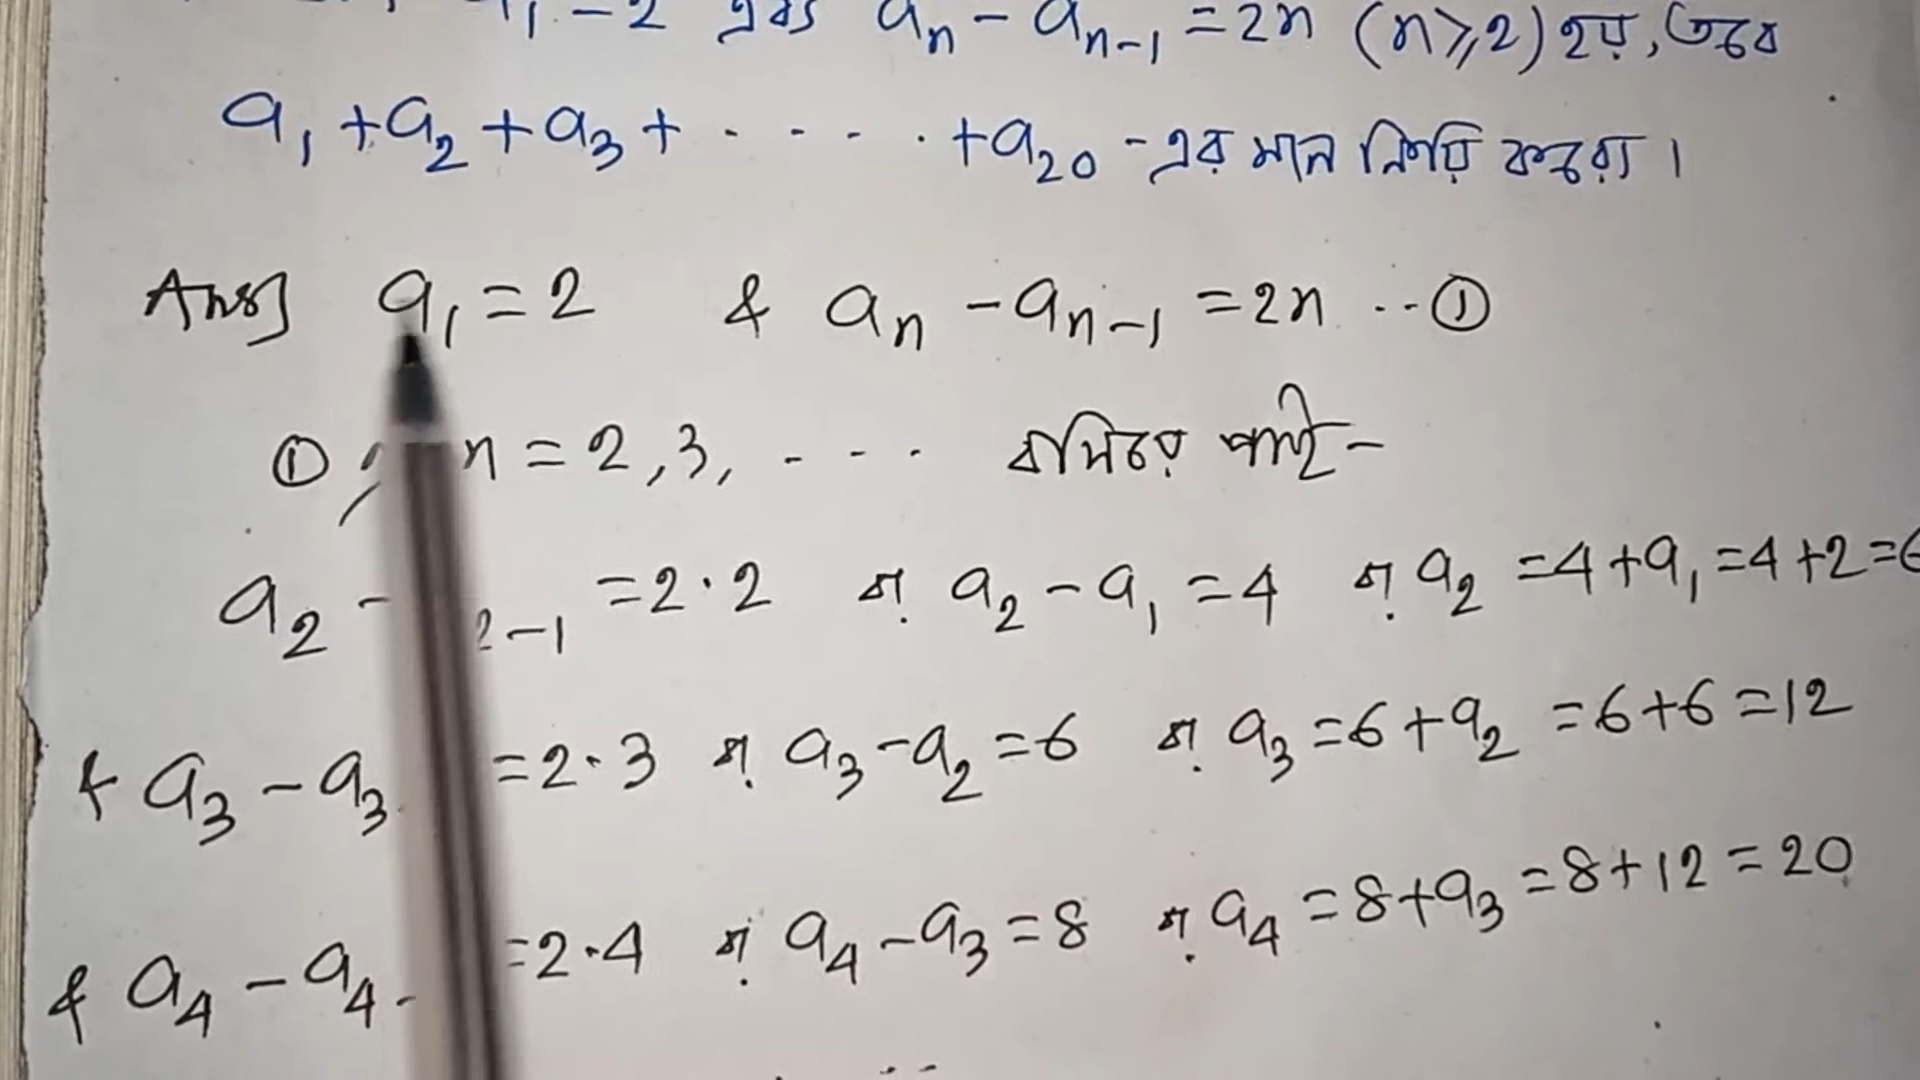 a₁ = 2 এবং aₙ - aₙ₋₁ = 2n (n ≥ 2) হয়, তবে
a₁ + a₂ + a₃ + . . . . + a₂₀ -এর মান নির্ণয় করো।
Ans] a₁ = 2 & aₙ - aₙ₋₁ = 2n .. ①
① n = 2, 3, - - - বসিয়ে পাই-
a₂ - ₂₋₁ = 2·2 বা, a₂ - a₁ = 4 বা, a₂ = 4 + a₁ = 4 + 2 = 6
& a₃ - a₃ = 2·3 বা, a₃ - a₂ = 6 বা, a₃ = 6 + a₂ = 6 + 6 = 12
& a₄ - a₄₋ = 2·4 বা, a₄ - a₃ = 8 বা, a₄ = 8 + a₃ = 8 + 12 = 20